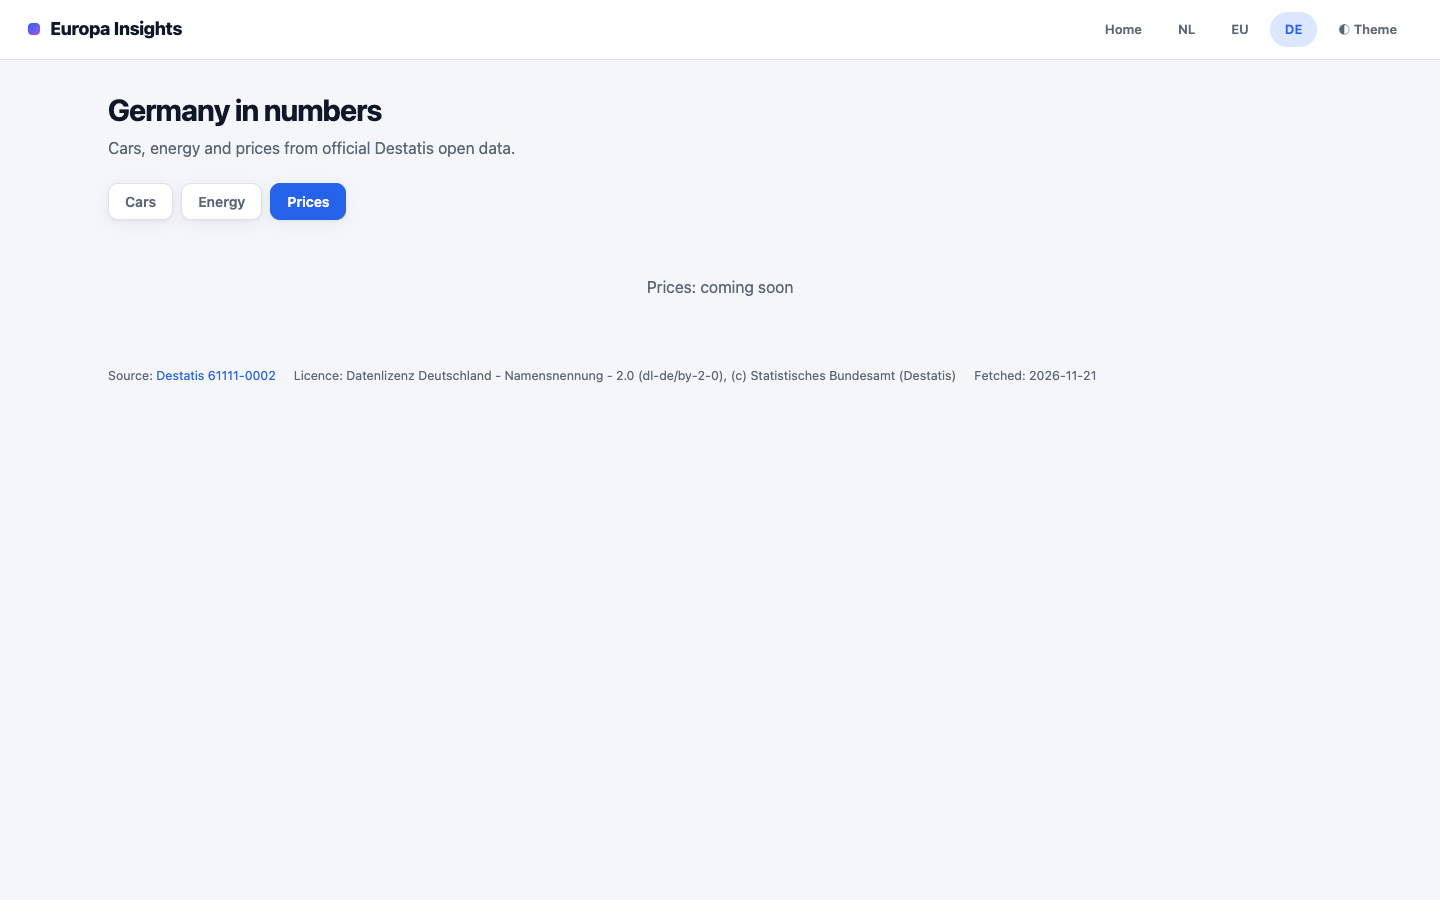 Europa Insights
Home NL EU DE Theme
Germany in numbers
Cars, energy and prices from official Destatis open data.
Cars Energy Prices
Prices: coming soon
Source: Destatis 61111-0002 Licence: Datenlizenz Deutschland - Namensnennung - 2.0 (dl-de/by-2-0), (c) Statistisches Bundesamt (Destatis) Fetched: 2026-11-21